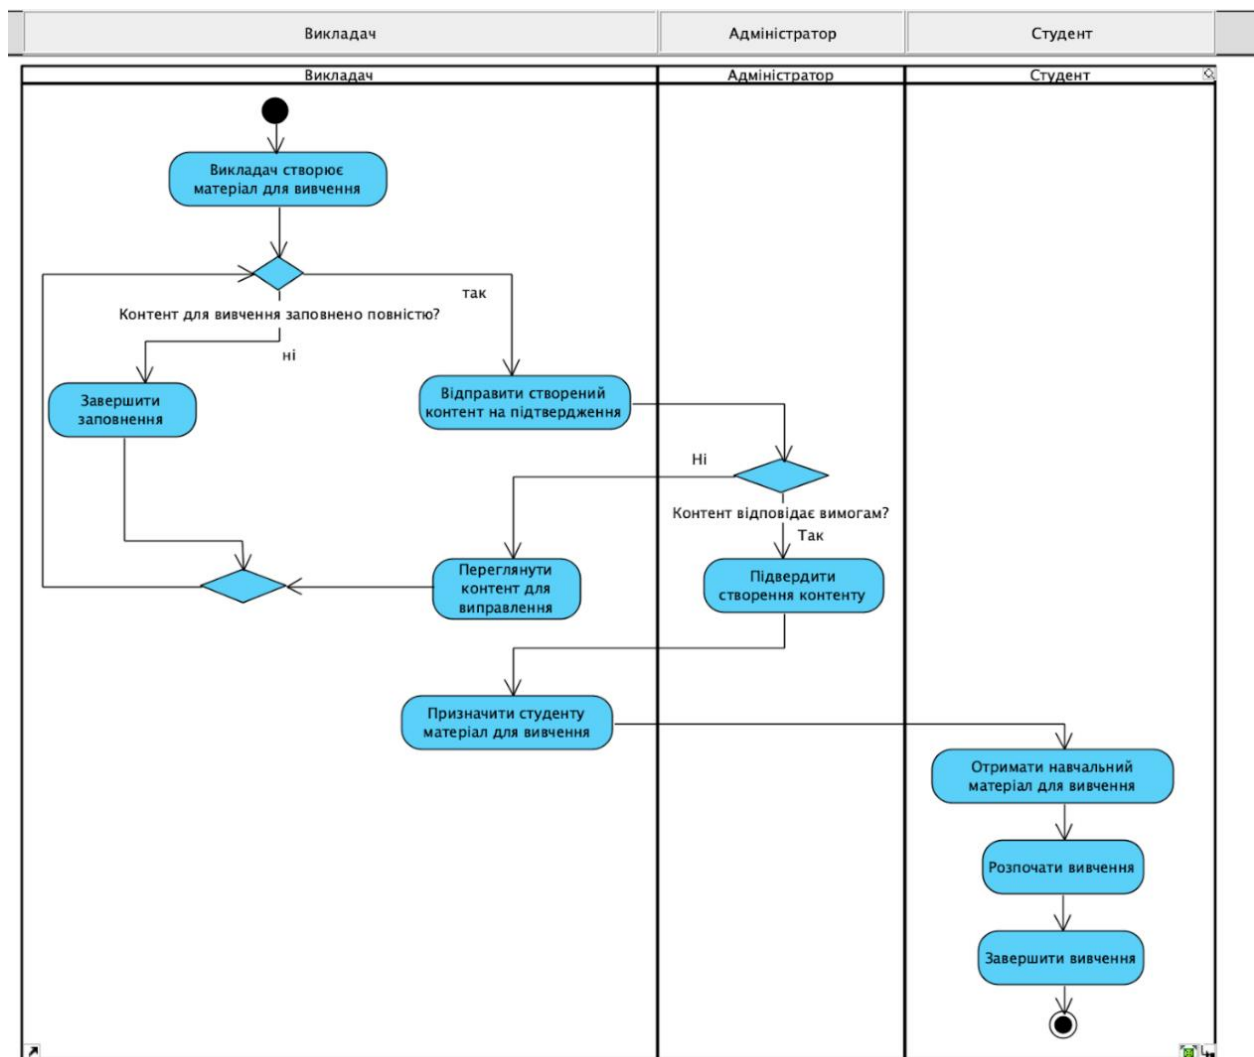 Викладач
Адміністратор
Студент
Викладач
Адміністратор
Студент
Викладач створює
матеріал для вивчення
так
Контент для вивчення заповнено повністю?
ні
Завершити
заповнення
Відправити створений
контент на підтвердження
Ні
Контент відповідає вимогам?
Так
Переглянути
контент для
виправлення
Підвердити
створення контенту
Призначити студенту
матеріал для вивчення
Отримати навчальний
матеріал для вивчення
Розпочати вивчення
Завершити вивчення